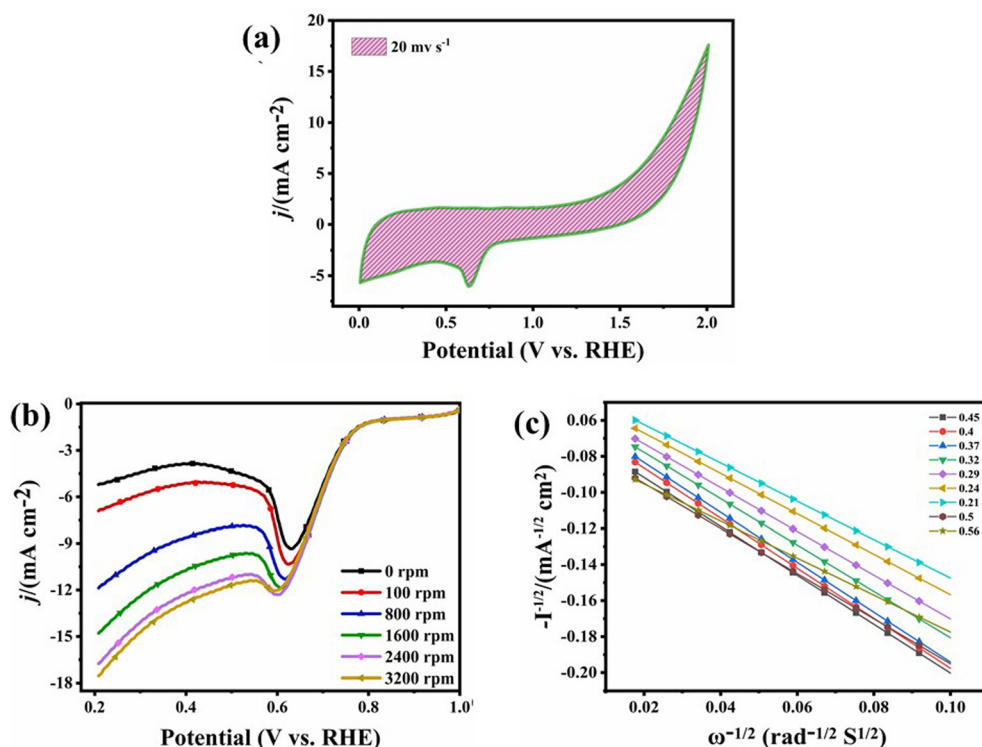 (a)
20 mv s⁻¹
20
15
10
5
0
-5
j/(mA cm⁻²)
0.0 0.5 1.0 1.5 2.0
Potential (V vs. RHE)
(b)
0
-3
-6
-9
-12
-15
-18
j/(mA cm⁻²)
0 rpm
100 rpm
800 rpm
1600 rpm
2400 rpm
3200 rpm
0.2 0.4 0.6 0.8 1.0
Potential (V vs. RHE)
(c)
-0.06
-0.08
-0.10
-0.12
-0.14
-0.16
-0.18
-0.20
-I⁻¹/²/(mA⁻¹/² cm²)
0.45
0.4
0.37
0.32
0.29
0.24
0.21
0.5
0.56
0.02 0.04 0.06 0.08 0.10
ω⁻¹/² (rad⁻¹/² S¹/²)